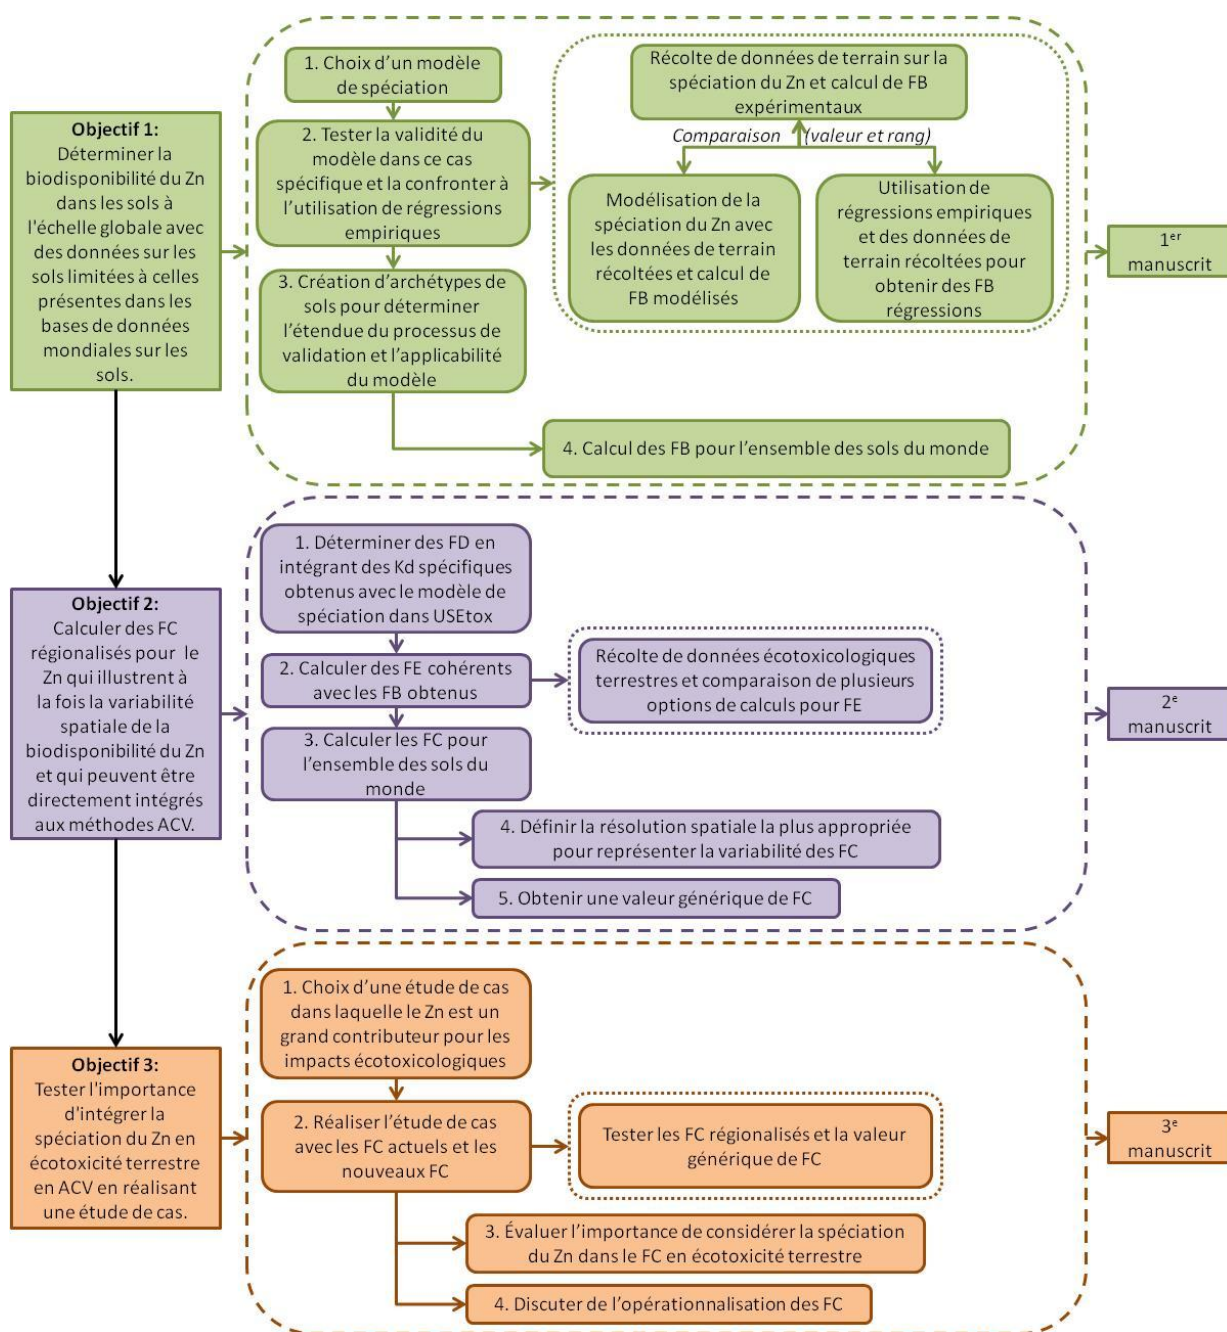 Objectif 1:
Déterminer la
biodisponibilité du Zn
dans les sols à
l'échelle globale avec
des données sur les
sols limitées à celles
présentes dans les
bases de données
mondiales sur les
sols.
1. Choix d’un modèle
de spéciation
2. Tester la validité du
modèle dans ce cas
spécifique et la confronter à
l’utilisation de régressions
empiriques
3. Création d’archétypes de
sols pour déterminer
l’étendue du processus de
validation et l’applicabilité
du modèle
Récolte de données de terrain sur la
spéciation du Zn et calcul de FB
expérimentaux
Comparaison (valeur et rang)
Modélisation de la
spéciation du Zn avec
les données de terrain
récoltées et calcul de
FB modélisés
Utilisation de
régressions empiriques
et des données de
terrain récoltées pour
obtenir des FB
régressions
4. Calcul des FB pour l’ensemble des sols du monde
1er
manuscrit
Objectif 2:
Calculer des FC
régionalisés pour le
Zn qui illustrent à
la fois la variabilité
spatiale de la
biodisponibilité du Zn
et qui peuvent être
directement intégrés
aux méthodes ACV.
1. Déterminer des FD en
intégrant des Kd spécifiques
obtenus avec le modèle de
spéciation dans USEtox
2. Calculer des FE cohérents
avec les FB obtenus
3. Calculer les FC pour
l’ensemble des sols du
monde
Récolte de données écotoxicologiques
terrestres et comparaison de plusieurs
options de calculs pour FE
4. Définir la résolution spatiale la plus appropriée
pour représenter la variabilité des FC
5. Obtenir une valeur générique de FC
2e
manuscrit
Objectif 3:
Tester l'importance
d'intégrer la
spéciation du Zn en
écotoxicité terrestre
en ACV en réalisant
une étude de cas.
1. Choix d’une étude de cas
dans laquelle le Zn est un
grand contributeur pour les
impacts écotoxicologiques
2. Réaliser l’étude de cas
avec les FC actuels et les
nouveaux FC
Tester les FC régionalisés et la valeur
générique de FC
3. Évaluer l’importance de considérer la spéciation
du Zn dans le FC en écotoxicité terrestre
4. Discuter de l’opérationnalisation des FC
3e
manuscrit